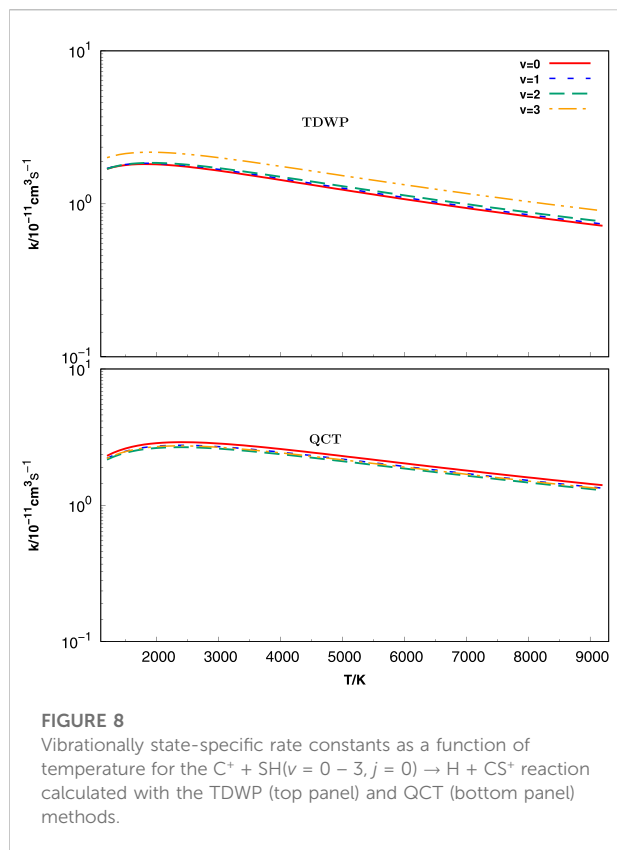 10¹
v=0
v=1
v=2
v=3
TDWP
k/10⁻¹¹cm³S⁻¹
10⁰
10⁻¹
10¹
QCT
k/10⁻¹¹cm³S⁻¹
10⁰
10⁻¹
2000 3000 4000 5000 6000 7000 8000 9000
T/K
FIGURE 8
Vibrationally state-specific rate constants as a function of
temperature for the C⁺ + SH(v = 0 – 3, j = 0) → H + CS⁺ reaction
calculated with the TDWP (top panel) and QCT (bottom panel)
methods.